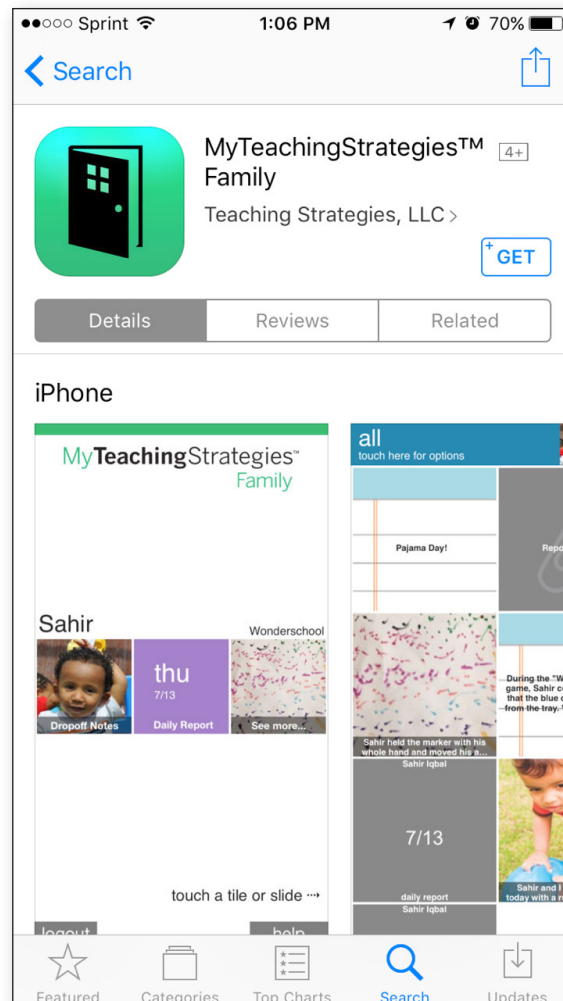 Sprint 1:06 PM 70%
Search
MyTeachingStrategies™ 4+
Family
Teaching Strategies, LLC >
+ GET
Details Reviews Related
iPhone
MyTeachingStrategies™
Family
Sahir
Wonderschool
Dropoff Notes
thu
7/13
Daily Report
See more...
touch a tile or slide
logout help
all
touch here for options
Pajama Day!
Sahir held the marker with his
whole hand and moved his a...
During the "W
game, Sahir c
that the blue
from the tray.
Sahir Iqbal
7/13
daily report
Sahir Iqbal
Sahir and I
today with a
Featured Categories Top Charts Search Updates